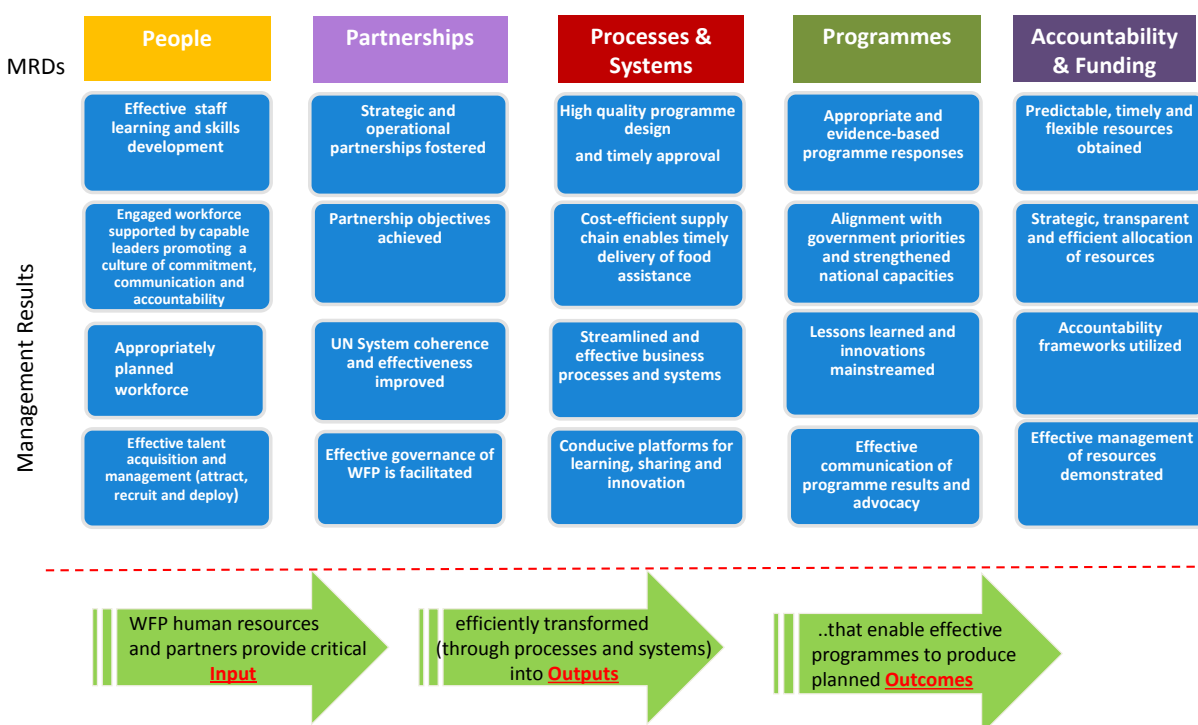 People
Partnerships
Processes &
Systems
Programmes
Accountability
& Funding
MRDs
Management Results
Effective staff
learning and skills
development
Strategic and
operational
partnerships fostered
High quality programme
design
and timely approval
Appropriate and
evidence-based
programme responses
Predictable, timely and
flexible resources
obtained
Engaged workforce
supported by capable
leaders promoting a
culture of commitment,
communication and
accountability
Partnership objectives
achieved
Cost-efficient supply
chain enables timely
delivery of food
assistance
Alignment with
government priorities
and strengthened
national capacities
Strategic, transparent
and efficient allocation
of resources
Appropriately
planned
workforce
UN System coherence
and effectiveness
improved
Streamlined and
effective business
processes and systems
Lessons learned and
innovations
mainstreamed
Accountability
frameworks utilized
Effective talent
acquisition and
management (attract,
recruit and deploy)
Effective governance of
WFP is facilitated
Conducive platforms for
learning, sharing and
innovation
Effective
communication of
programme results and
advocacy
Effective management
of resources
demonstrated
WFP human resources
and partners provide critical
Input
efficiently transformed
(through processes and systems)
into Outputs
..that enable effective
programmes to produce
planned Outcomes